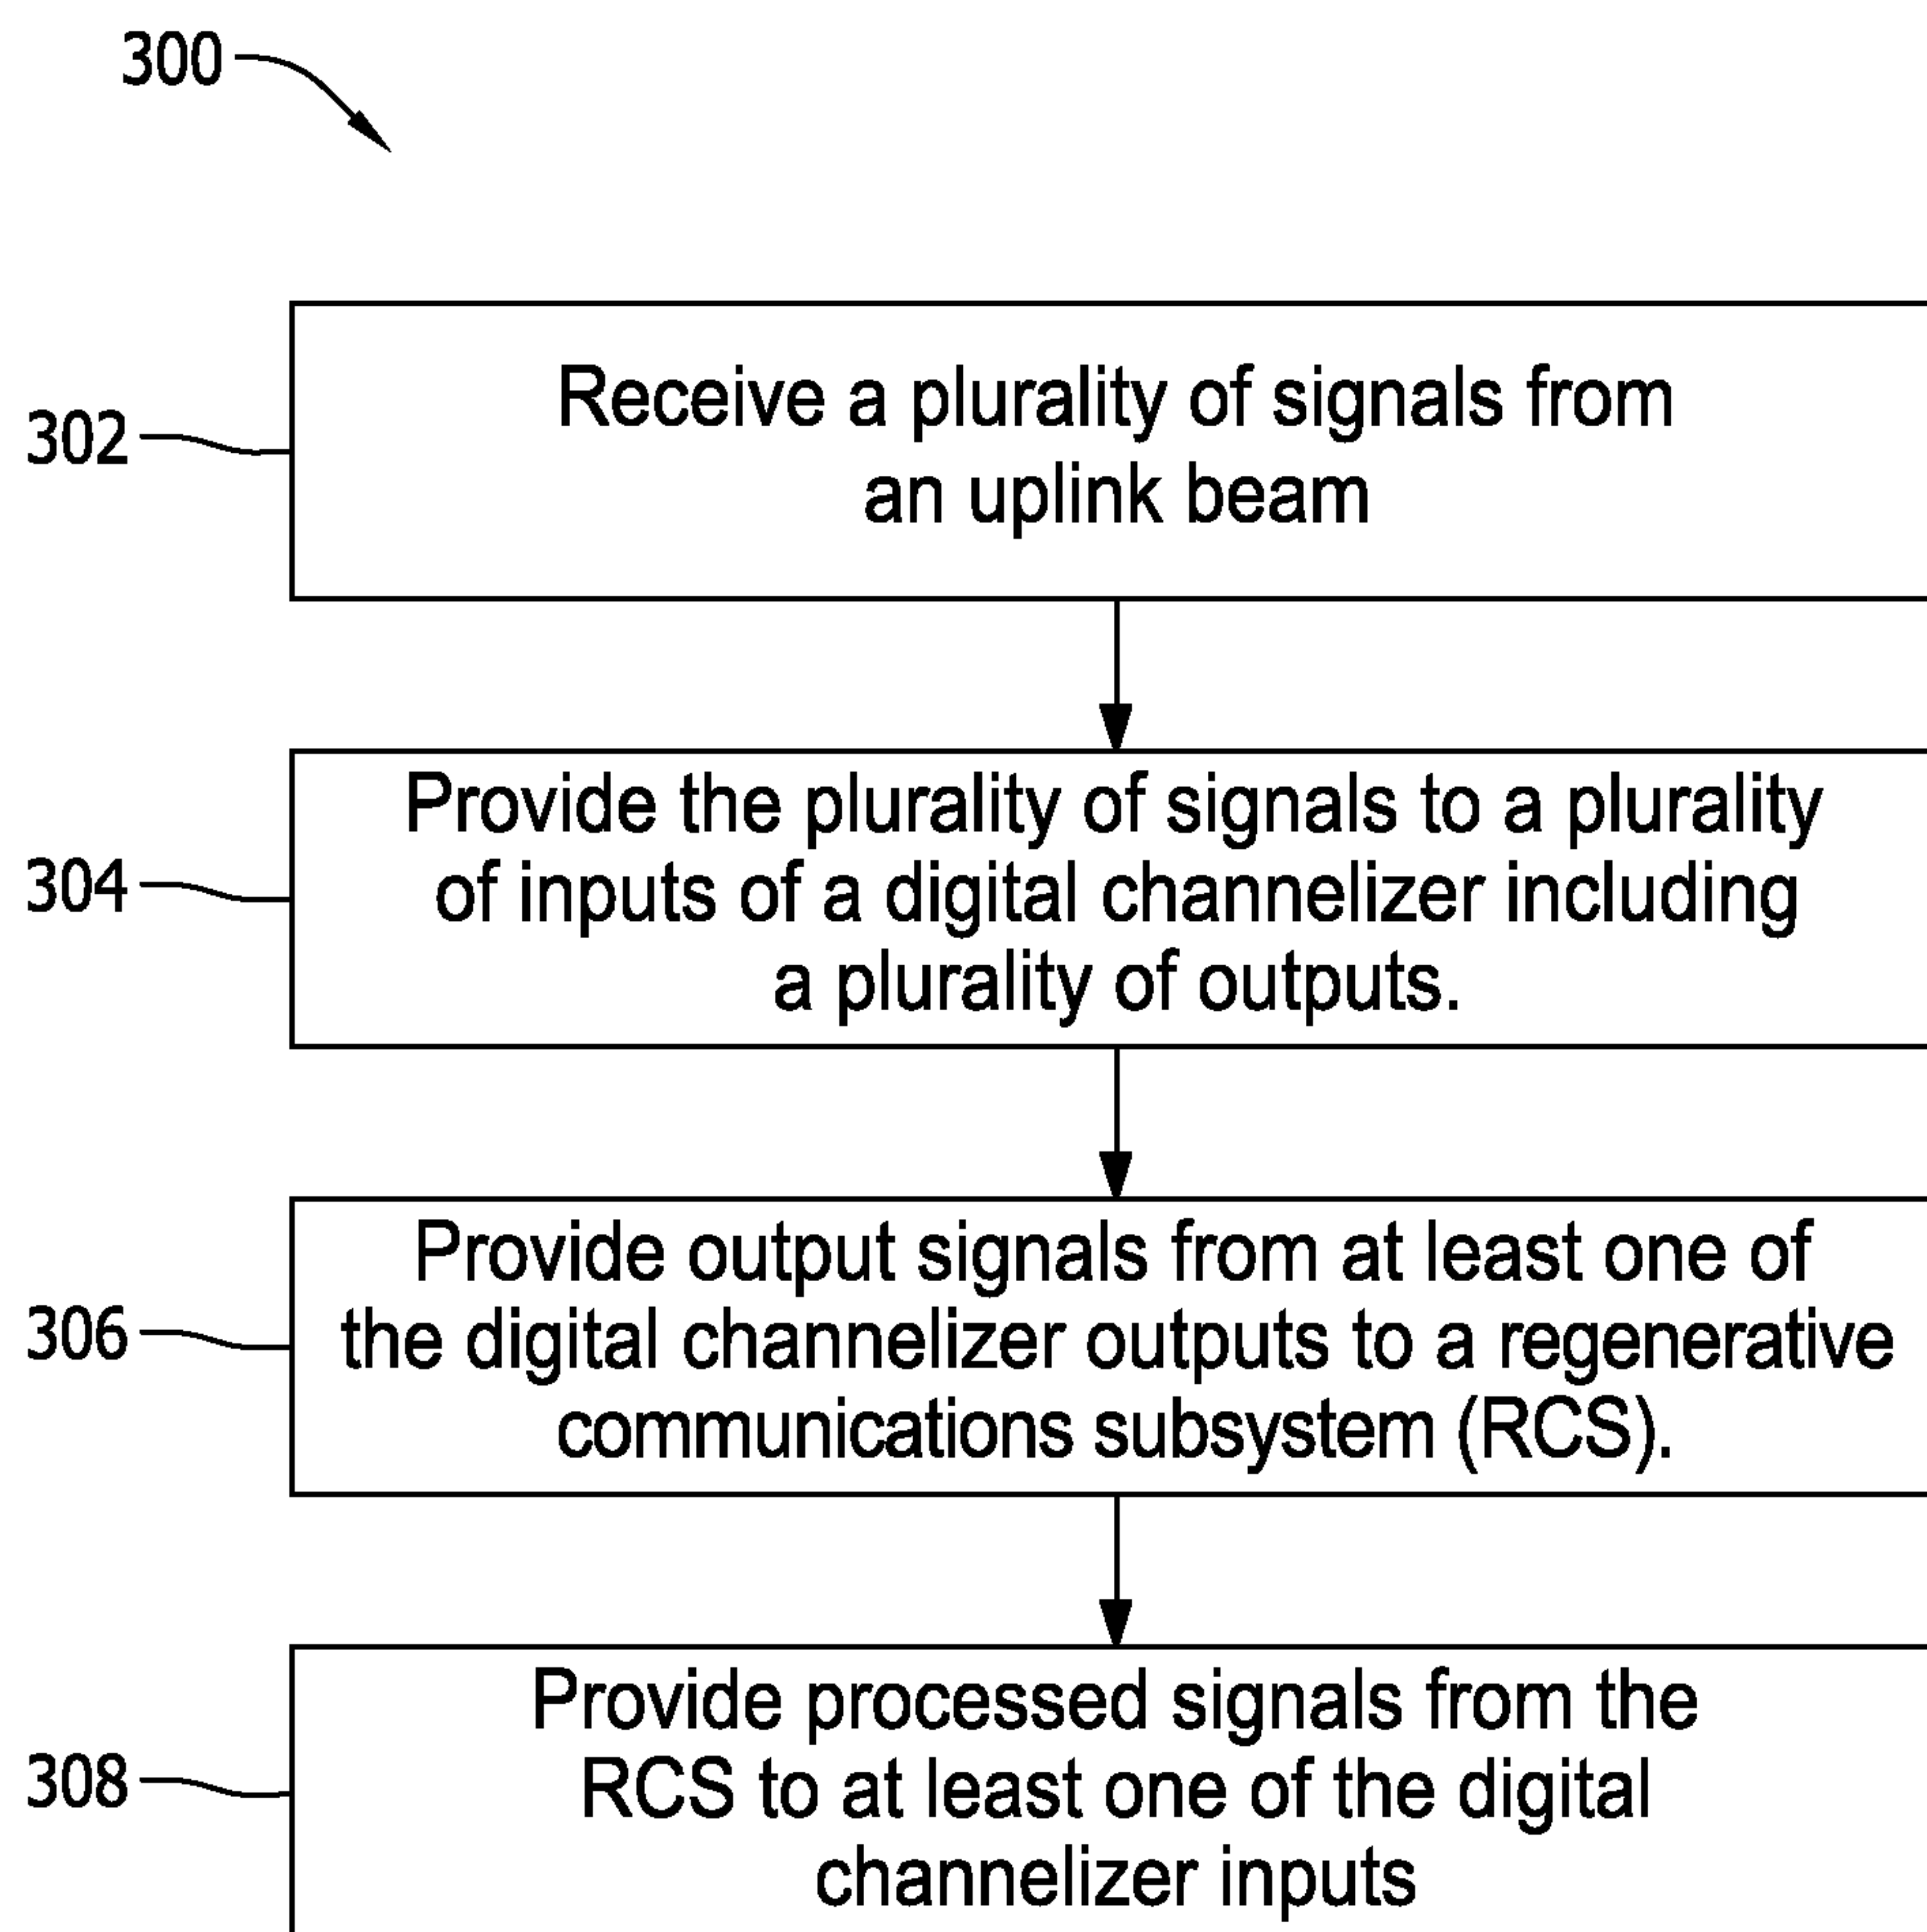 300
302
Receive a plurality of signals from
an uplink beam
304
Provide the plurality of signals to a plurality
of inputs of a digital channelizer including
a plurality of outputs.
306
Provide output signals from at least one of
the digital channelizer outputs to a regenerative
communications subsystem (RCS).
308
Provide processed signals from the
RCS to at least one of the digital
channelizer inputs